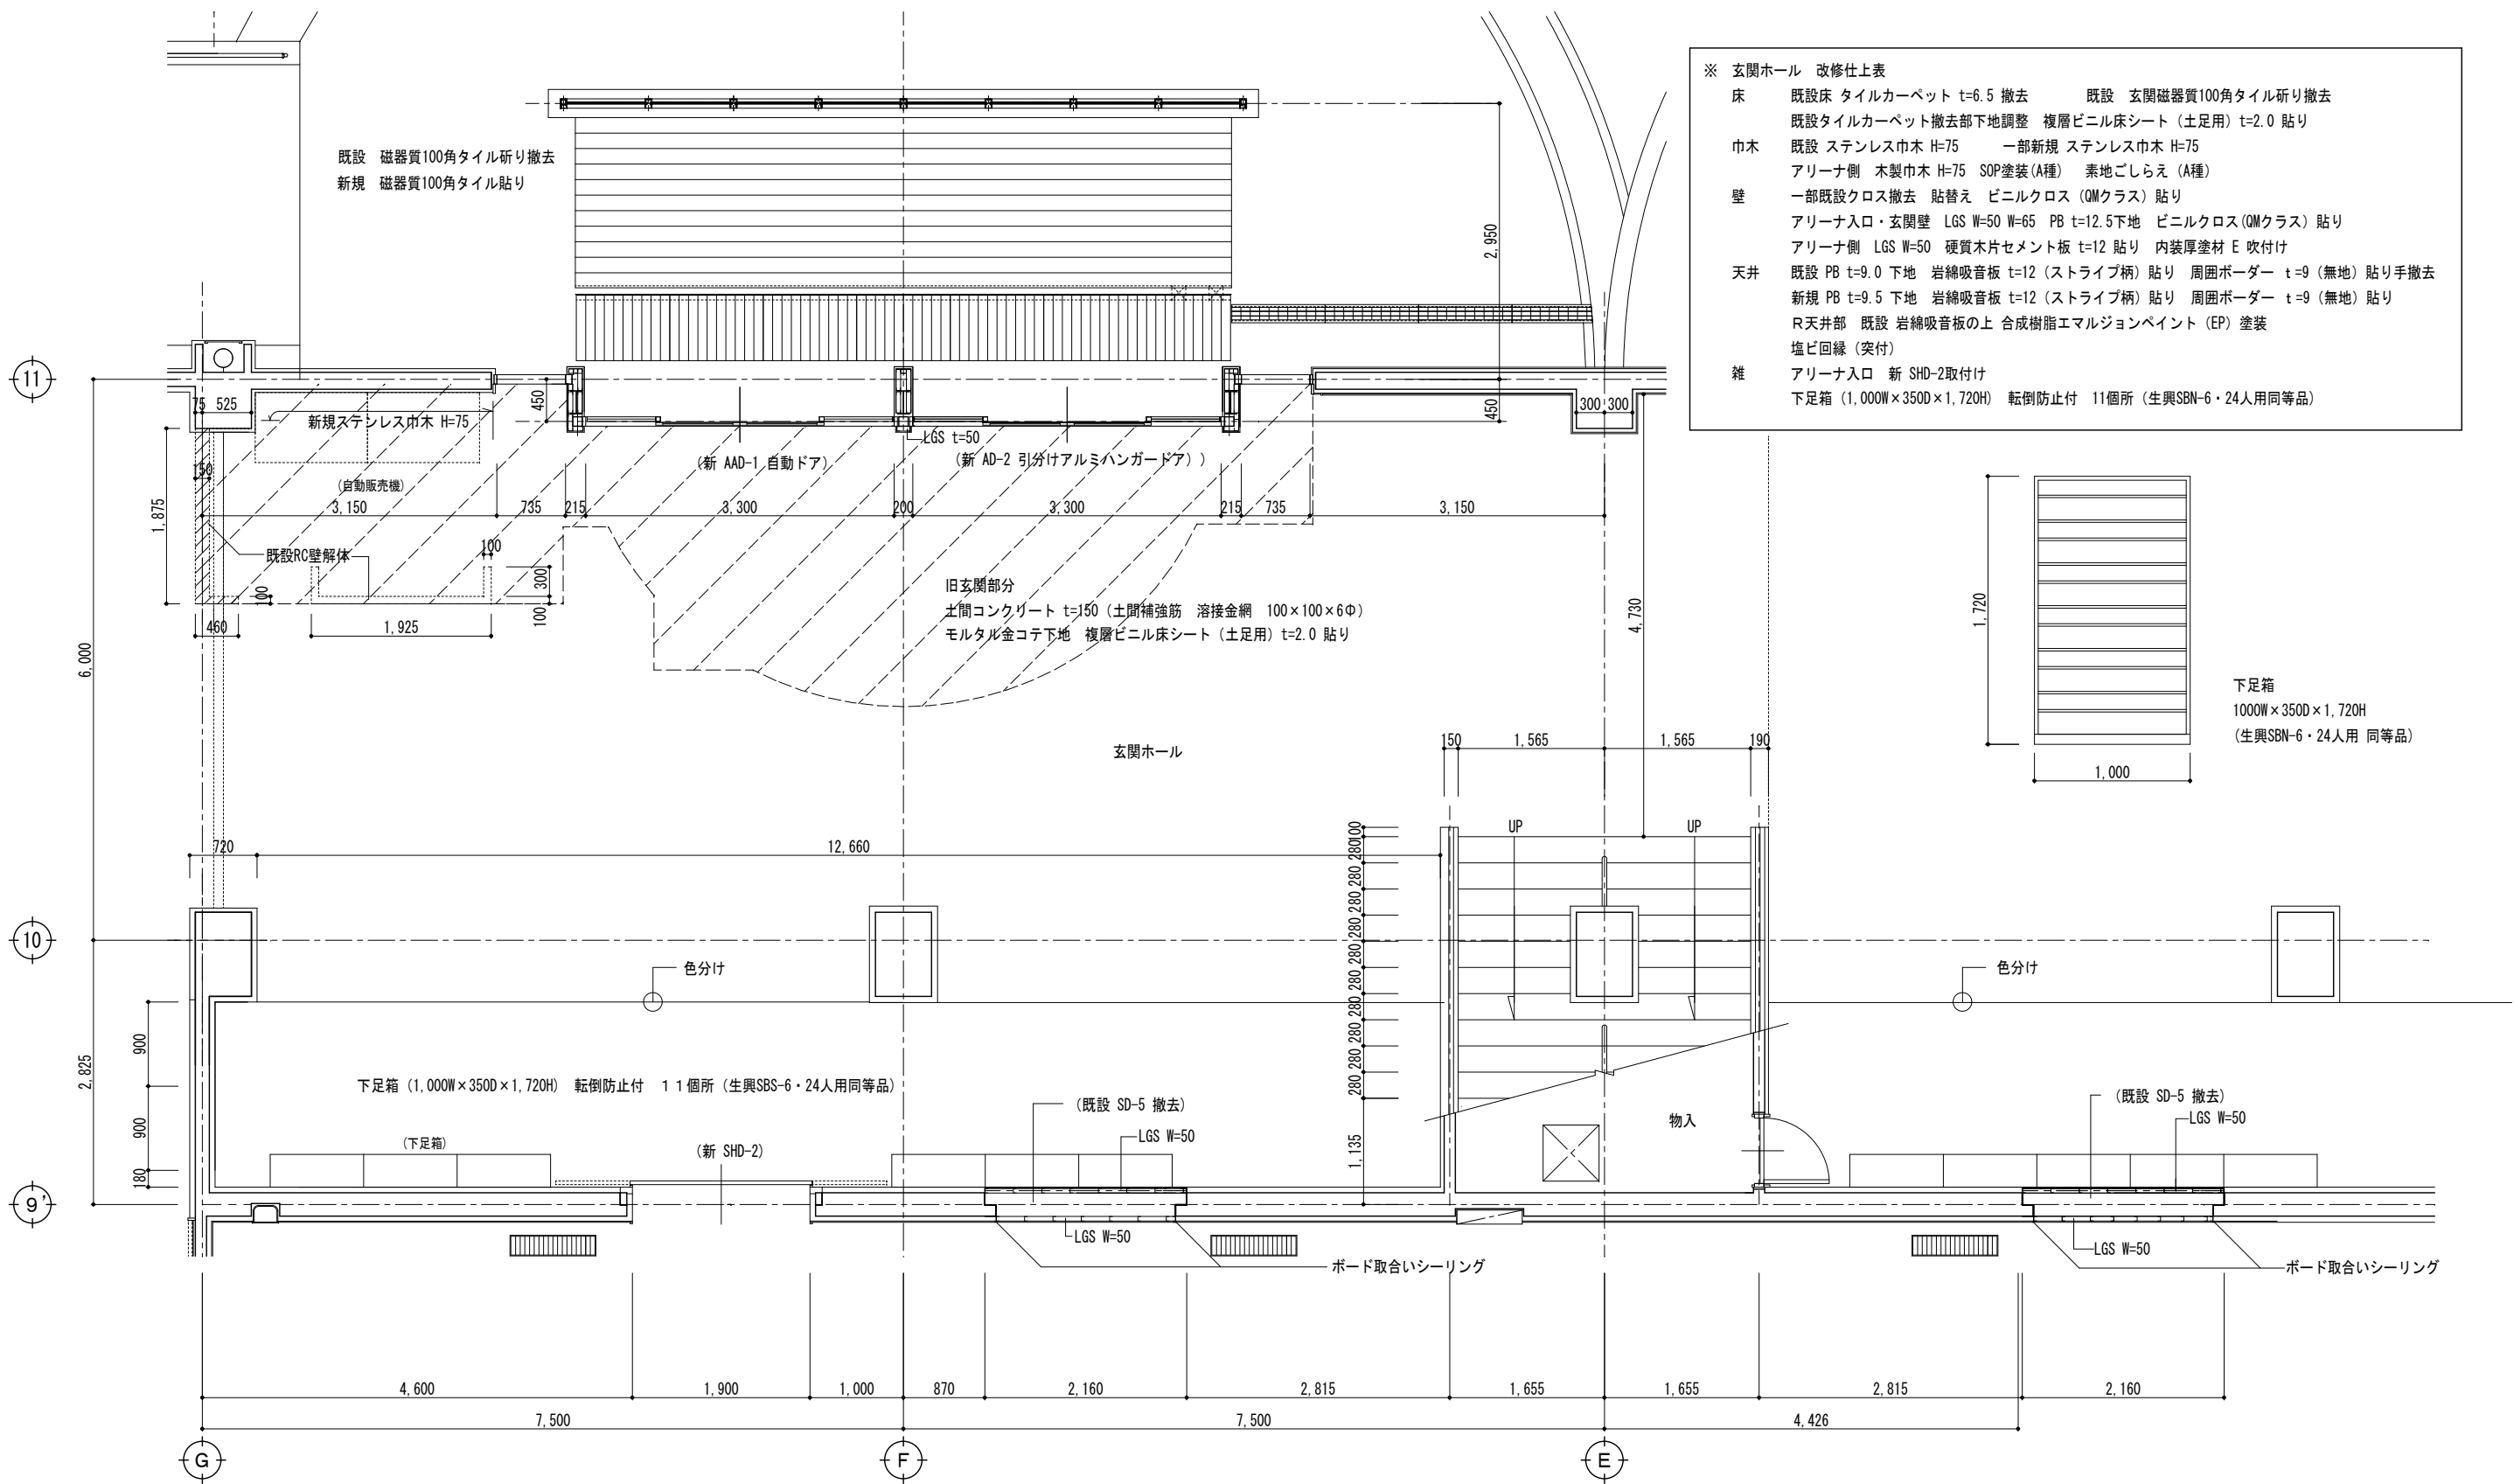 ※　玄関ホール　改修仕上表
床　既設床 タイルカーペット t=6.5 撤去　既設　玄関磁器質100角タイル斫り撤去
既設タイルカーペット撤去部下地調整　複層ビニル床シート（土足用）t=2.0 貼り
巾木　既設 ステンレス巾木 H=75　一部新規 ステンレス巾木 H=75
アリーナ側　木製巾木 H=75　SOP塗装(A種)　素地ごしらえ（A種）
壁　一部既設クロス撤去　貼替え　ビニルクロス（QMクラス）貼り
アリーナ入口・玄関壁　LGS W=50 W=65　PB t=12.5下地　ビニルクロス(QMクラス）貼り
アリーナ側　LGS W=50　硬質木片セメント板 t=12 貼り　内装厚塗材 E 吹付け
天井　既設 PB t=9.0 下地　岩綿吸音板 t=12（ストライプ柄）貼り　周囲ボーダー　t=9（無地）貼り手撤去
新規 PB t=9.5 下地　岩綿吸音板 t=12（ストライプ柄）貼り　周囲ボーダー　t=9（無地）貼り
Ｒ天井部　既設 岩綿吸音板の上 合成樹脂エマルジョンペイント（EP）塗装
塩ビ回縁（突付）
雑　アリーナ入口　新 SHD-2取付け
下足箱（1,000W×350D×1,720H）　転倒防止付　11個所（生興SBN-6・24人用同等品）
既設　磁器質100角タイル斫り撤去
新規　磁器質100角タイル貼り
2,950
11
75　525
450
450
300　300
新規ステンレス巾木 H=75
LGS t=50
(新 AAD-1 自動ドア)
(新 AD-2 引分けアルミハンガードア））
150
(自動販売機)
1,875
3,150　735　215　3,300　200　3,300　215　735　3,150
既設RC壁解体
100
300
100
100
460
1,925
旧玄関部分
土間コンクリート t=150（土間補強筋　溶接金網　100×100×6Φ）
モルタル金コテ下地　複層ビニル床シート（土足用）t=2.0 貼り
4,730
6,000
1,720
1,000
下足箱
1000W×350D×1,720H
(生興SBN-6・24人用 同等品)
玄関ホール
150　1,565　1,565　190
UP　UP
720　12,660
100
280
280
280
280
280
280
280
280
280
280
1,135
10
色分け
色分け
900
900
180
2,825
下足箱（1,000W×350D×1,720H）　転倒防止付　１１個所（生興SBS-6・24人用同等品）
(下足箱)
(新 SHD-2)
(既設 SD-5 撤去)
LGS W=50
物入
(既設 SD-5 撤去)
LGS W=50
9'
LGS W=50
LGS W=50
ボード取合いシーリング
ボード取合いシーリング
4,600　1,900　1,000　870　2,160　2,815　1,655　1,655　2,815　2,160
7,500　7,500　4,426
G　F　E